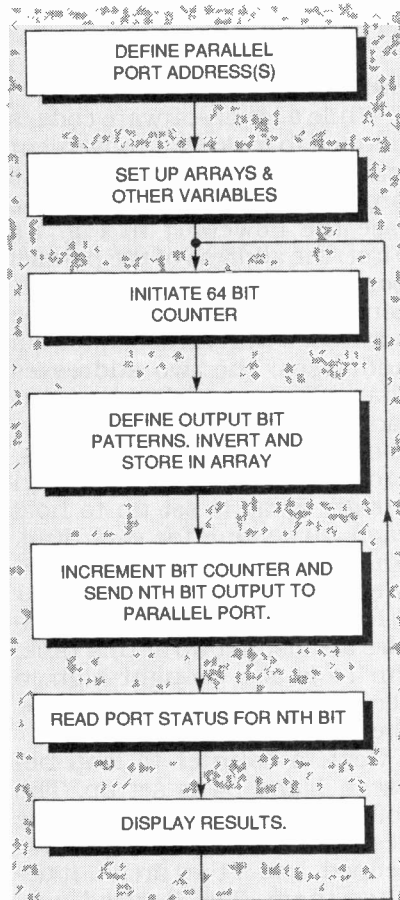 DEFINE PARALLEL
PORT ADDRESS(S)
SET UP ARRAYS &
OTHER VARIABLES
INITIATE 64 BIT
COUNTER
DEFINE OUTPUT BIT
PATTERNS. INVERT AND
STORE IN ARRAY
INCREMENT BIT COUNTER AND
SEND NTH BIT OUTPUT TO
PARALLEL PORT.
READ PORT STATUS FOR NTH BIT
DISPLAY RESULTS.